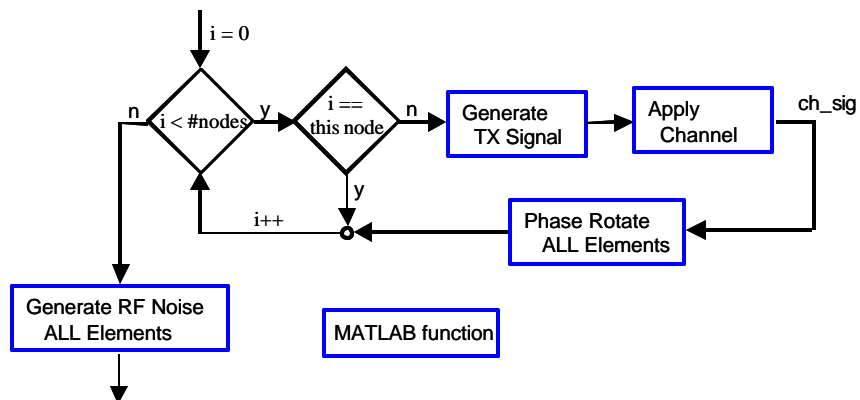 i = 0
n
i < #nodes
y
i ==
this node
n
Generate
TX Signal
Apply
Channel
ch_sig
y
i++
Phase Rotate
ALL Elements
Generate RF Noise
ALL Elements
MATLAB function